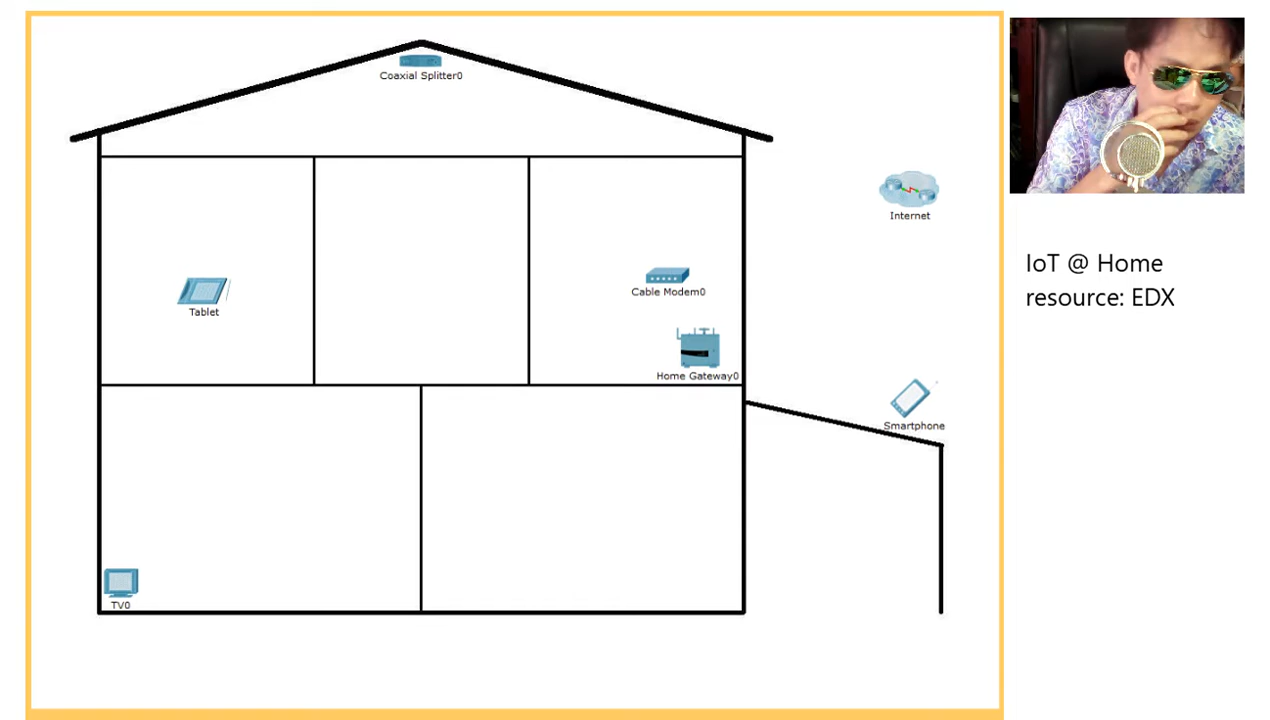 Coaxial Splitter0
Internet
Cable Modem0
Tablet
Home Gateway0
Smartphone
TV0
IoT @ Home
resource: EDX